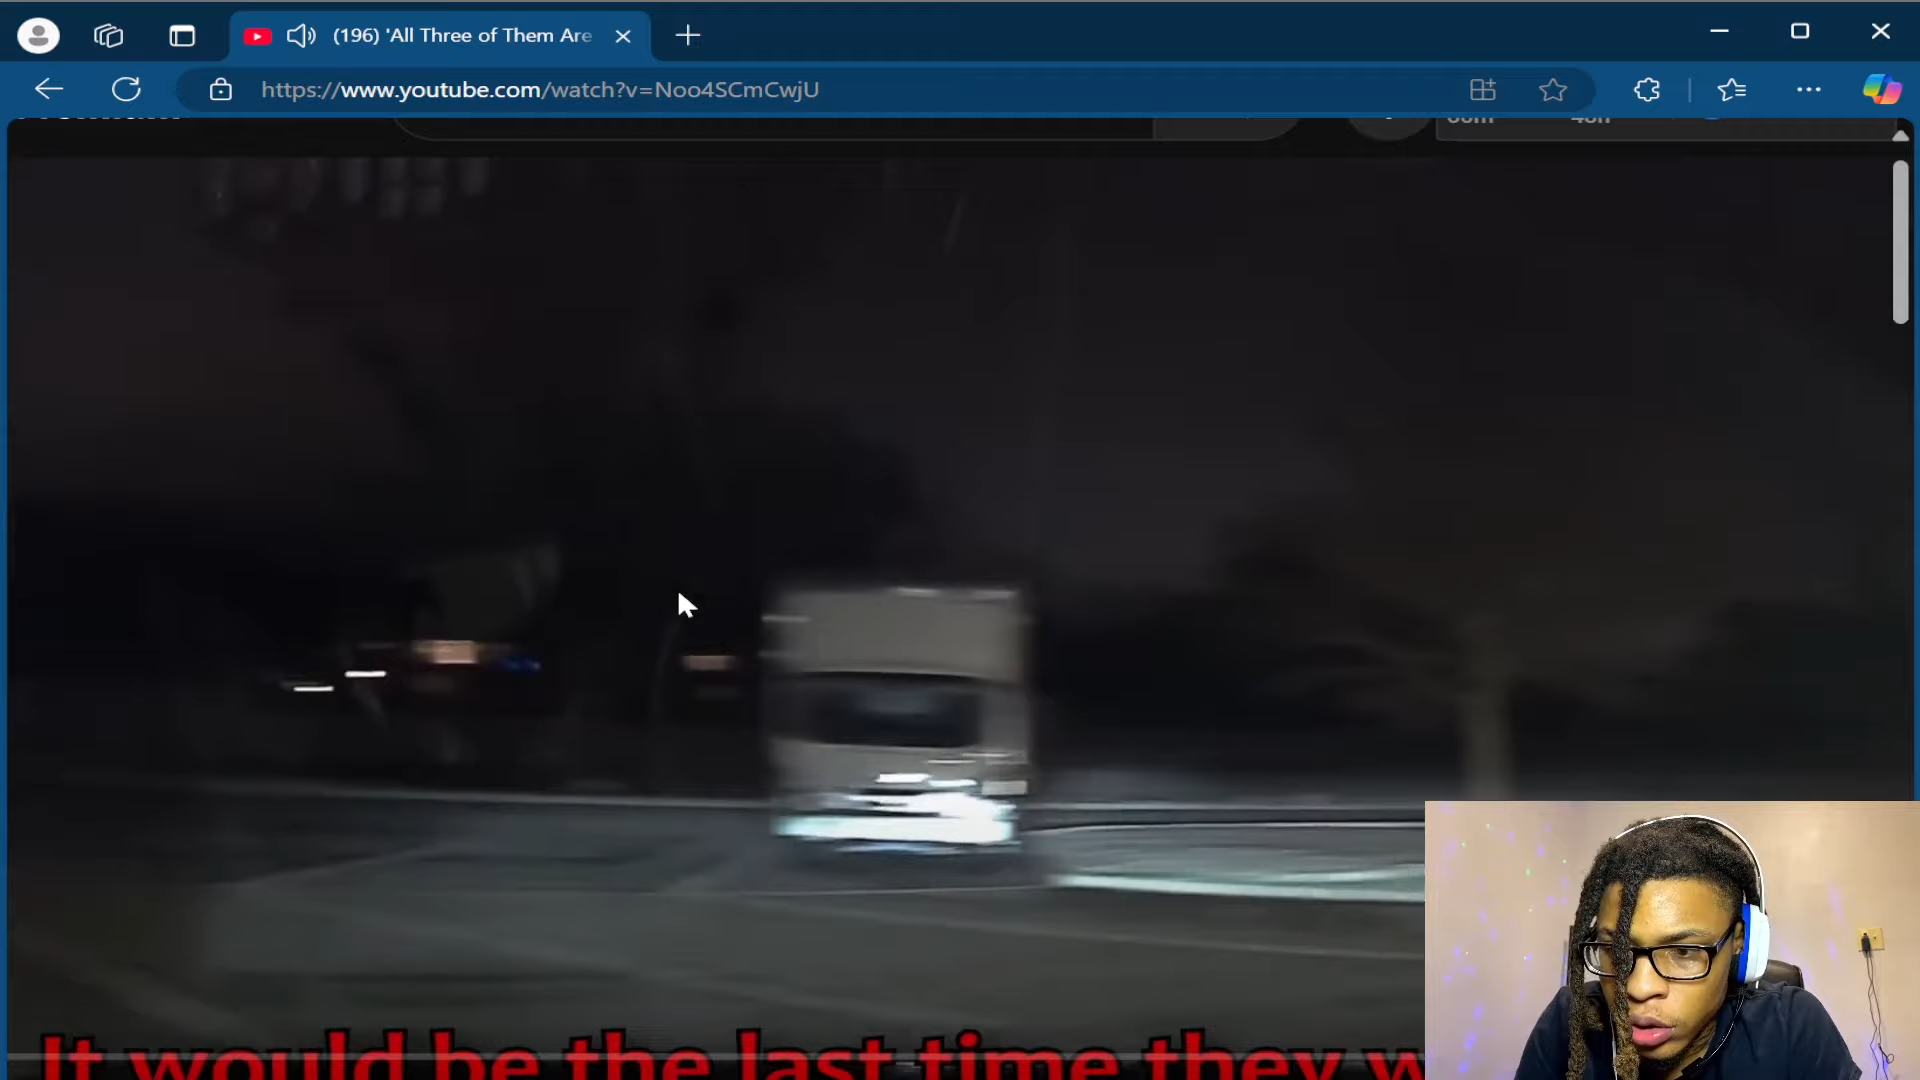 (196) 'All Three of Them Are
https://www.youtube.com/watch?v=Noo4SCmCwjU
It would be the last time they w